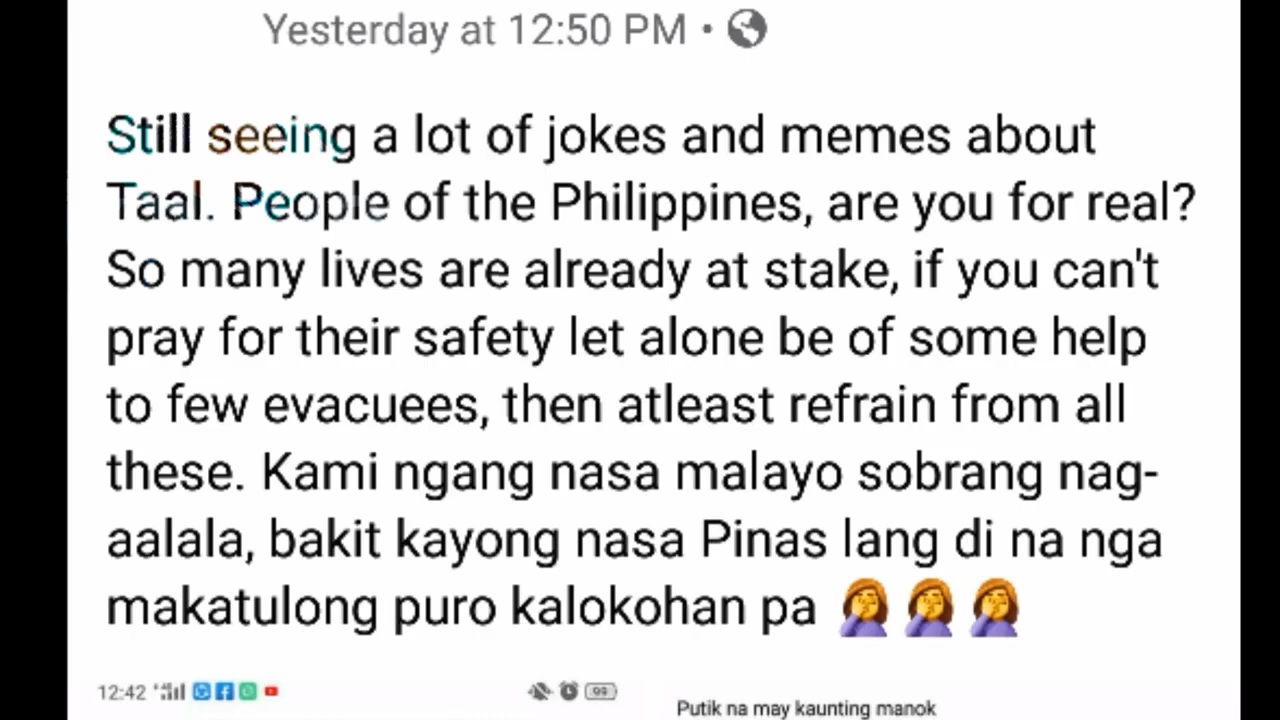 Yesterday at 12:50 PM •
Still seeing a lot of jokes and memes about
Taal. People of the Philippines, are you for real?
So many lives are already at stake, if you can't
pray for their safety let alone be of some help
to few evacuees, then atleast refrain from all
these. Kami ngang nasa malayo sobrang nag-
aalala, bakit kayong nasa Pinas lang di na nga
makatulong puro kalokohan pa
12:42 99
Putik na may kaunting manok